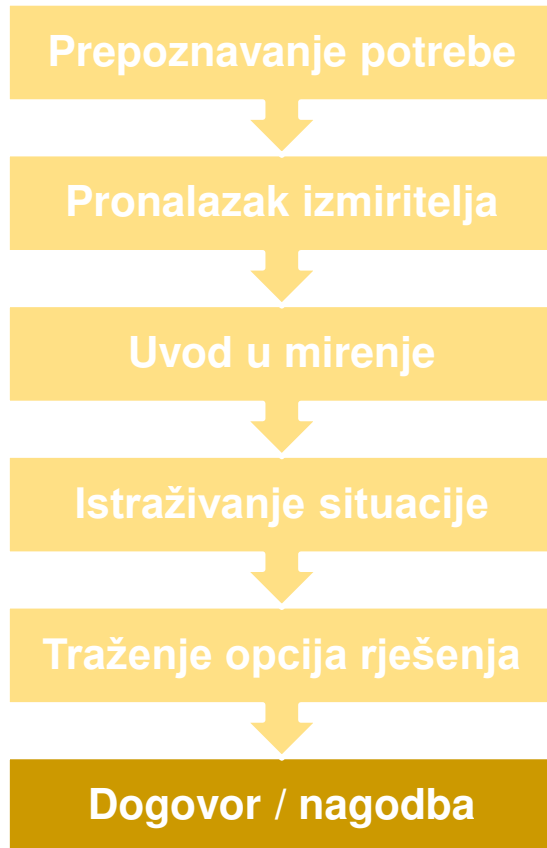 Prepoznavanje potrebe
Pronalazak izmiritelja
Uvod u mirenje
Istraživanje situacije
Traženje opcija rješenja
Dogovor / nagodba